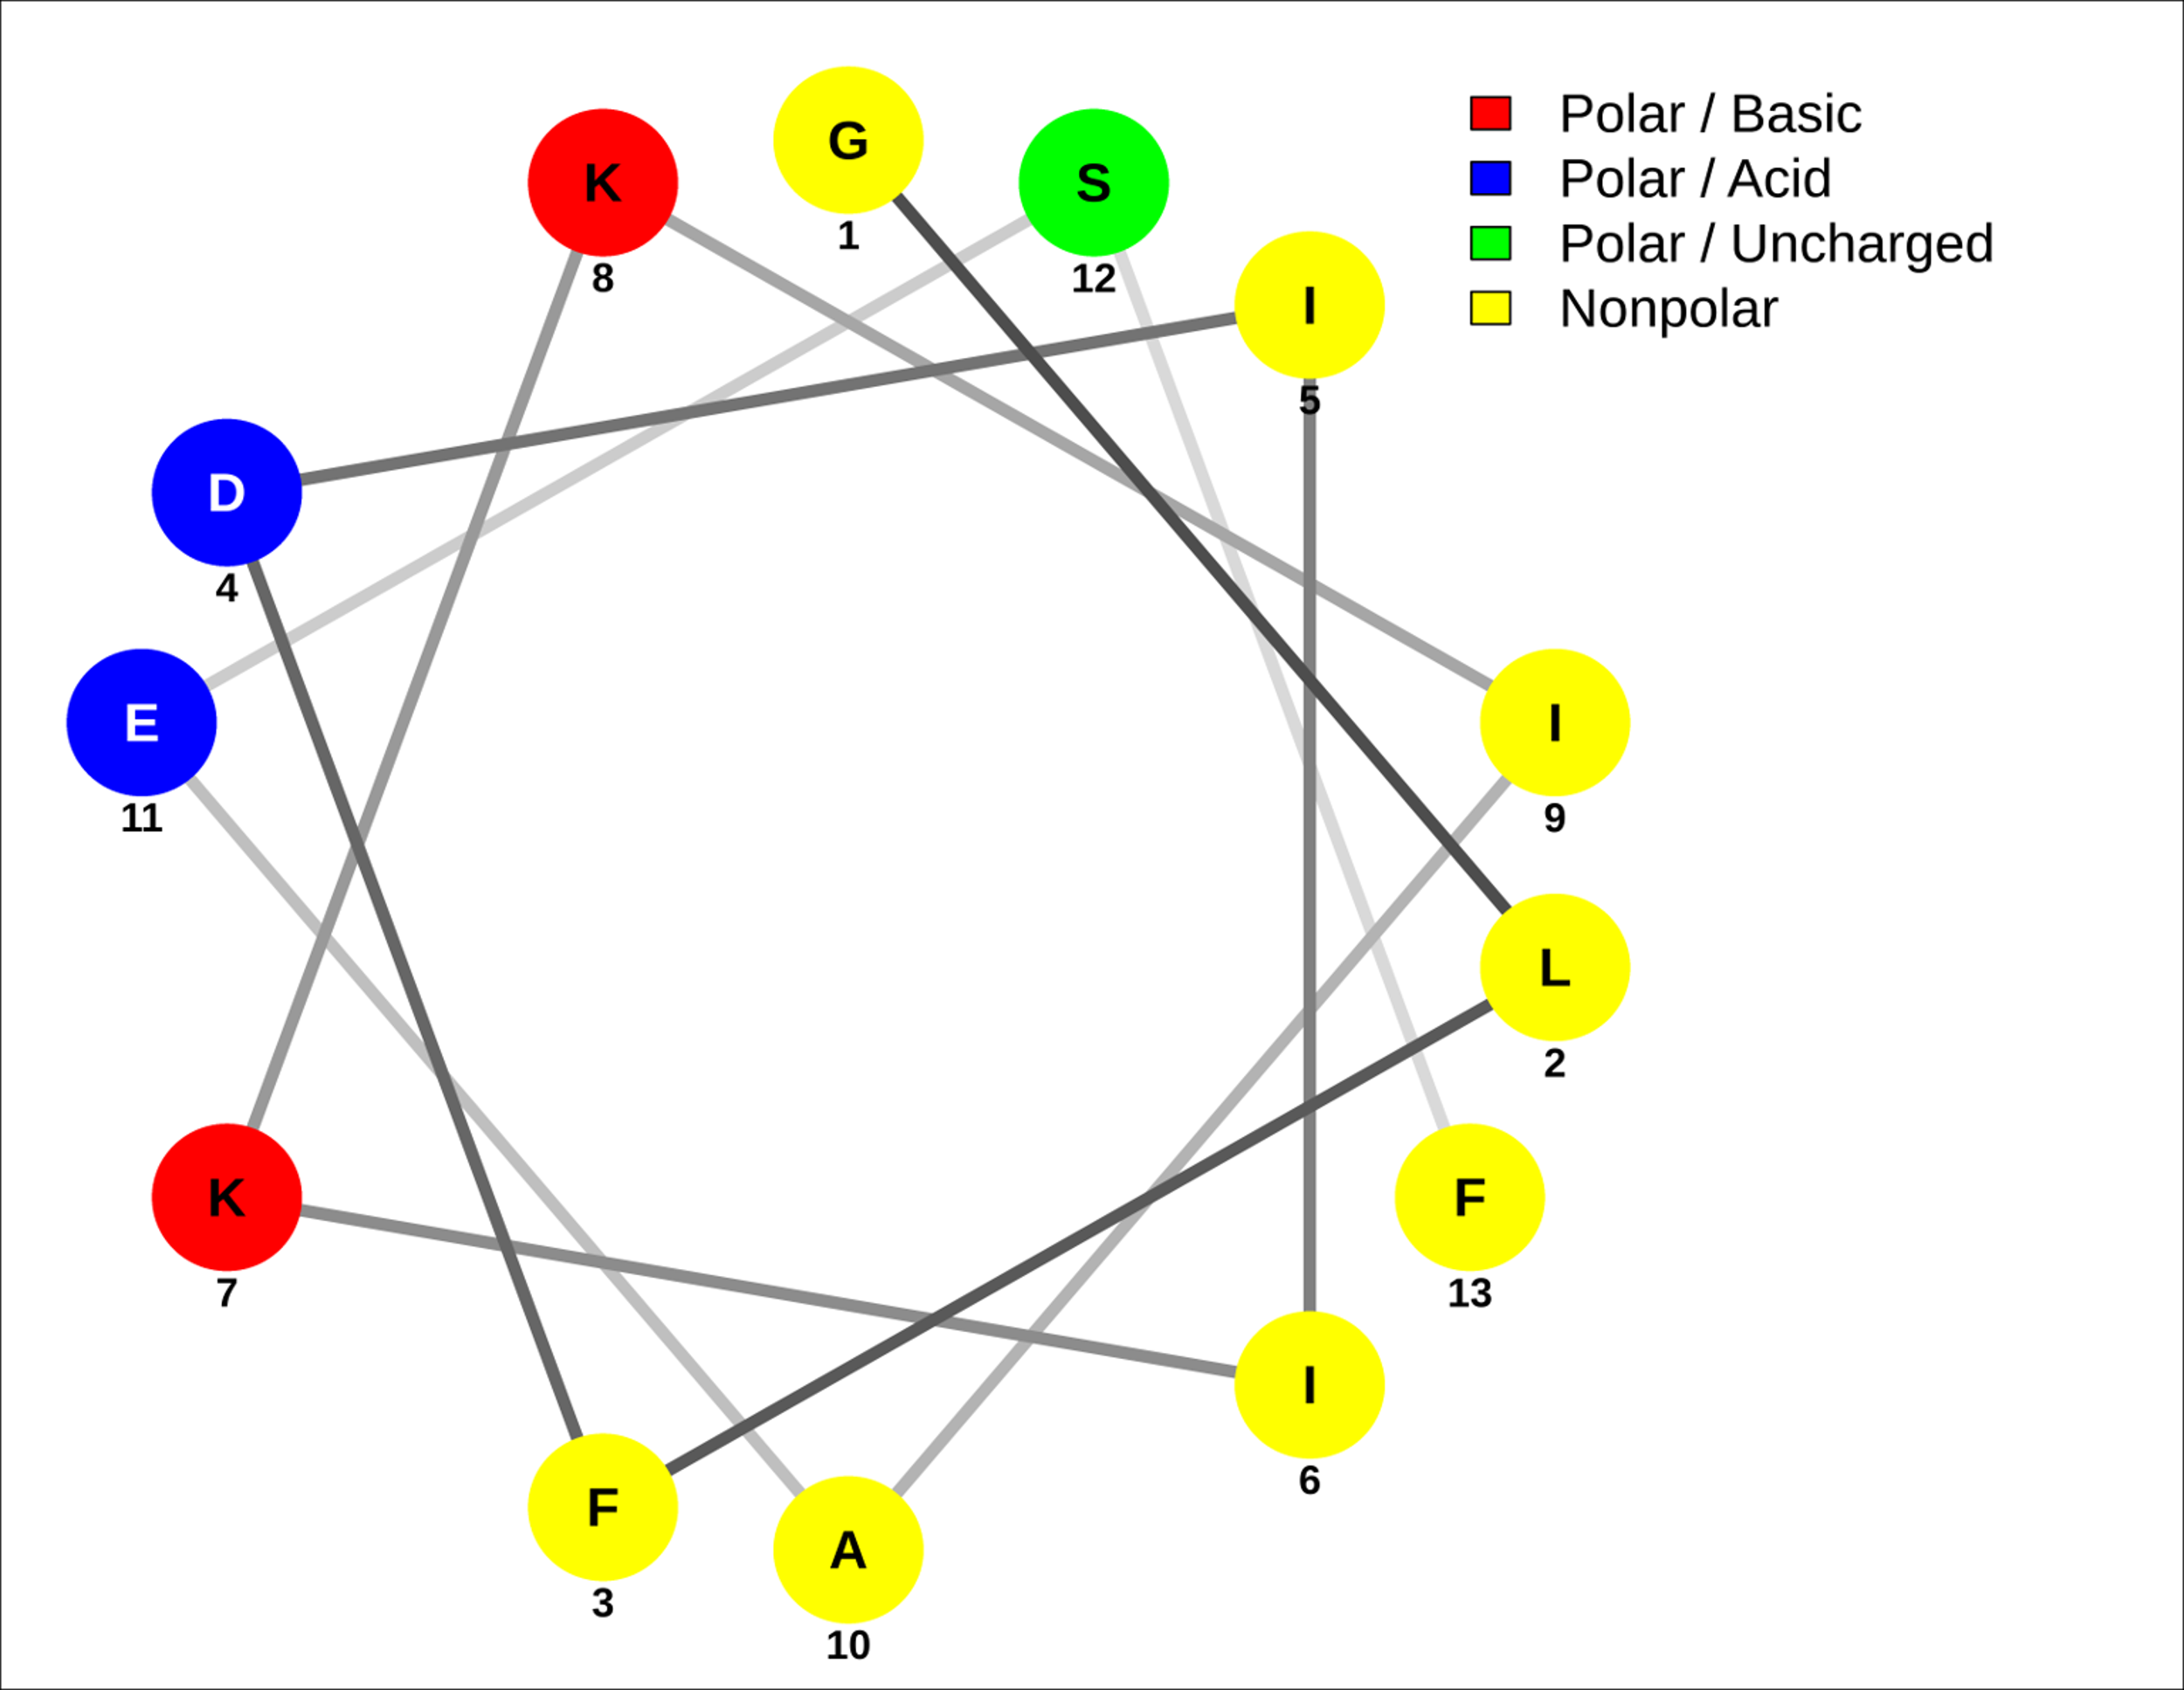 G
1
K
8
S
12
I
5
D
4
E
11
I
9
L
2
K
7
F
13
I
6
F
3
A
10
Polar / Basic
Polar / Acid
Polar / Uncharged
Nonpolar